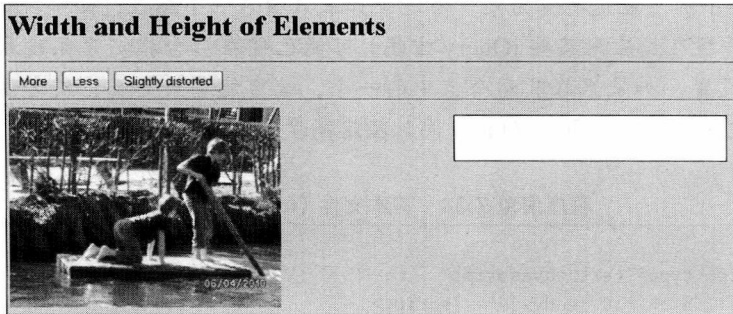 Width and Height of Elements
More Less Slightly distorted
06/04/2010